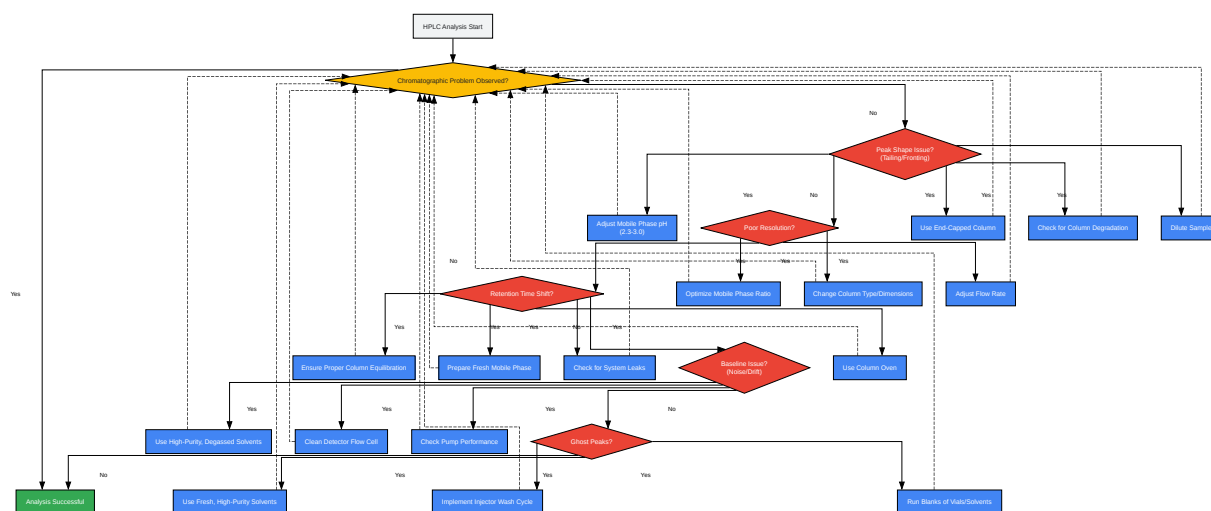 HPLC Analysis Start
Chromatographic Problem Observed?
No
Peak Shape Issue?
(Tailing/Fronting)
Yes
No
Yes
Yes
Yes
Adjust Mobile Phase pH
(2.3-3.0)
Poor Resolution?
Use End-Capped Column
Check for Column Degradation
Dilute Sample
No
Yes
Yes
Yes
Yes
Retention Time Shift?
Optimize Mobile Phase Ratio
Change Column Type/Dimensions
Adjust Flow Rate
Yes
Yes
Yes
No
Yes
Ensure Proper Column Equilibration
Prepare Fresh Mobile Phase
Check for System Leaks
Baseline Issue?
(Noise/Drift)
Use Column Oven
Yes
Yes
Yes
No
Use High-Purity, Degassed Solvents
Clean Detector Flow Cell
Check Pump Performance
Ghost Peaks?
No
Yes
Yes
Yes
Analysis Successful
Use Fresh, High-Purity Solvents
Implement Injector Wash Cycle
Run Blanks of Vials/Solvents